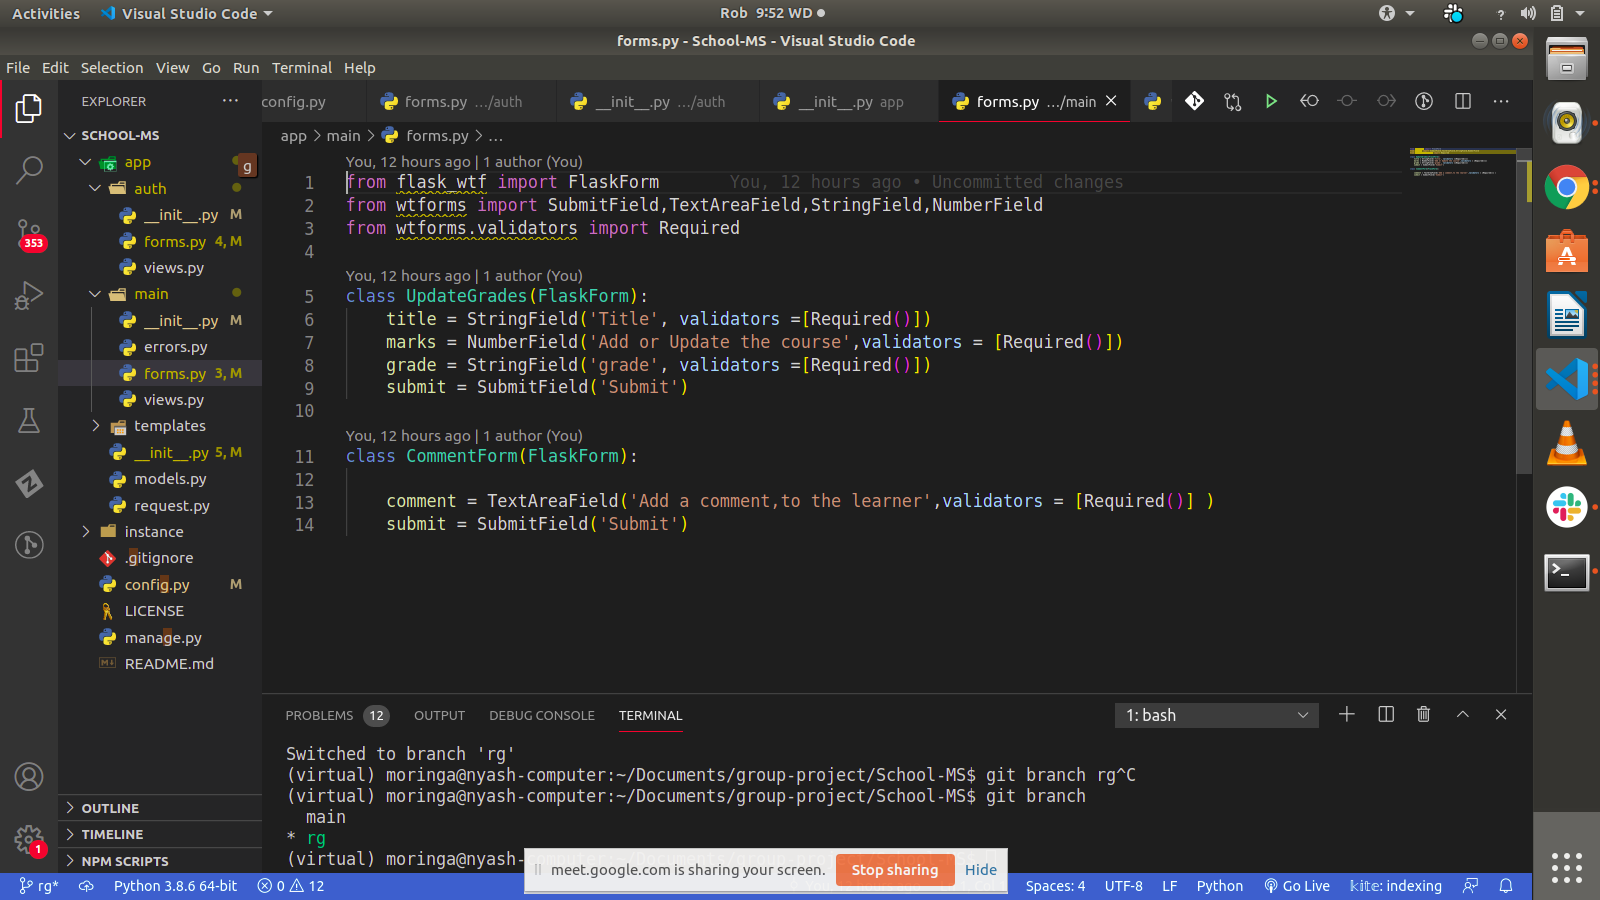 Activities
Visual Studio Code
Rob 9:52 WD
?
forms.py - School-MS - Visual Studio Code
File Edit Selection View Go Run Terminal Help
EXPLORER
config.py
forms.py .../auth
__init__.py .../auth
__init__.py app
forms.py .../main
SCHOOL-MS
app
g
auth
__init__.py M
forms.py 4, M
views.py
main
__init__.py M
errors.py
forms.py 3, M
views.py
templates
__init__.py 5, M
models.py
request.py
instance
.gitignore
config.py M
LICENSE
manage.py
README.md
OUTLINE
TIMELINE
NPM SCRIPTS
353
1
app > main > forms.py > ...
You, 12 hours ago | 1 author (You)
1 from flask_wtf import FlaskForm You, 12 hours ago • Uncommitted changes
2 from wtforms import SubmitField,TextAreaField,StringField,NumberField
3 from wtforms.validators import Required
4
You, 12 hours ago | 1 author (You)
5 class UpdateGrades(FlaskForm):
6 title = StringField('Title', validators =[Required()])
7 marks = NumberField('Add or Update the course',validators = [Required()])
8 grade = StringField('grade', validators =[Required()])
9 submit = SubmitField('Submit')
10
You, 12 hours ago | 1 author (You)
11 class CommentForm(FlaskForm):
12
13 comment = TextAreaField('Add a comment,to the learner',validators = [Required()] )
14 submit = SubmitField('Submit')
PROBLEMS 12 OUTPUT DEBUG CONSOLE TERMINAL
1: bash
Switched to branch 'rg'
(virtual) moringa@nyash-computer:~/Documents/group-project/School-MS$ git branch rg^C
(virtual) moringa@nyash-computer:~/Documents/group-project/School-MS$ git branch
main
* rg
(virtual) moringa@nyash
meet.google.com is sharing your screen. Stop sharing Hide
rg* Python 3.8.6 64-bit 0 12
Spaces: 4 UTF-8 LF Python Go Live kite: indexing